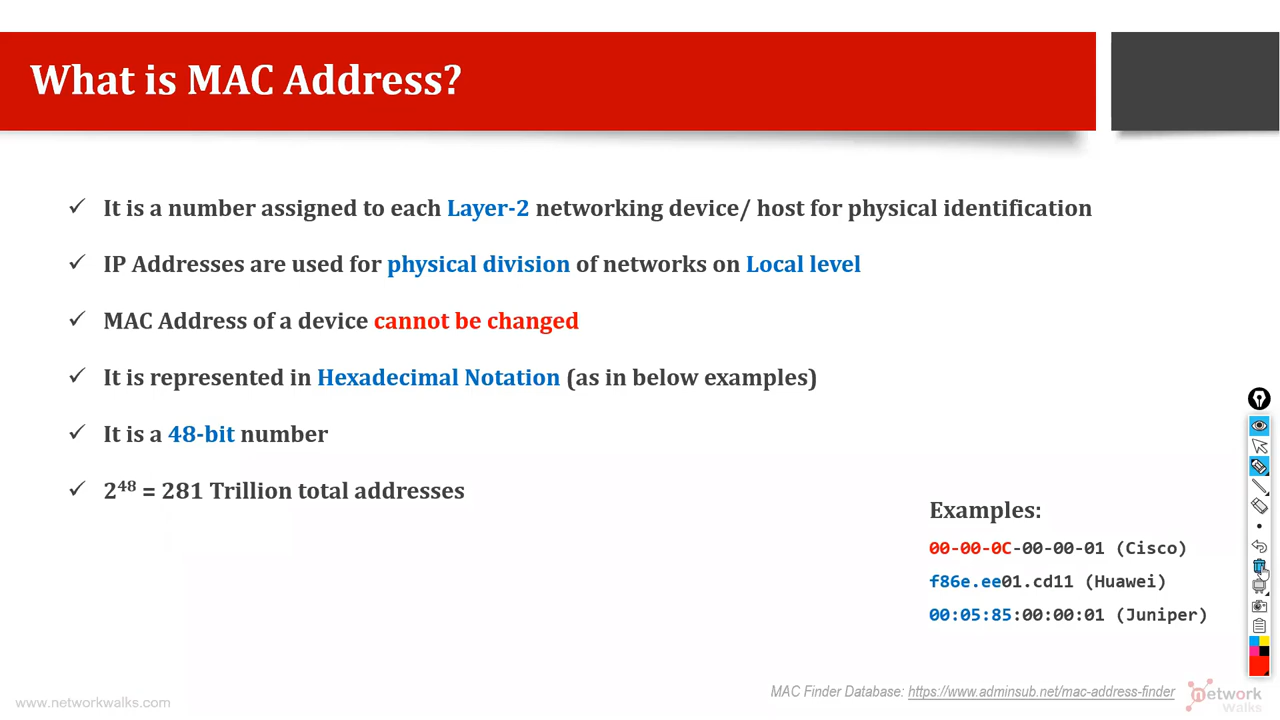 What is MAC Address?
✓ It is a number assigned to each Layer-2 networking device/ host for physical identification
✓ IP Addresses are used for physical division of networks on Local level
✓ MAC Address of a device cannot be changed
✓ It is represented in Hexadecimal Notation (as in below examples)
✓ It is a 48-bit number
✓ 2⁴⁸ = 281 Trillion total addresses
Examples:
00-00-0C-00-00-01 (Cisco)
f86e.ee01.cd11 (Huawei)
00:05:85:00:00:01 (Juniper)
MAC Finder Database: https://www.adminsub.net/mac-address-finder
www.networkwalks.com
network
Walks